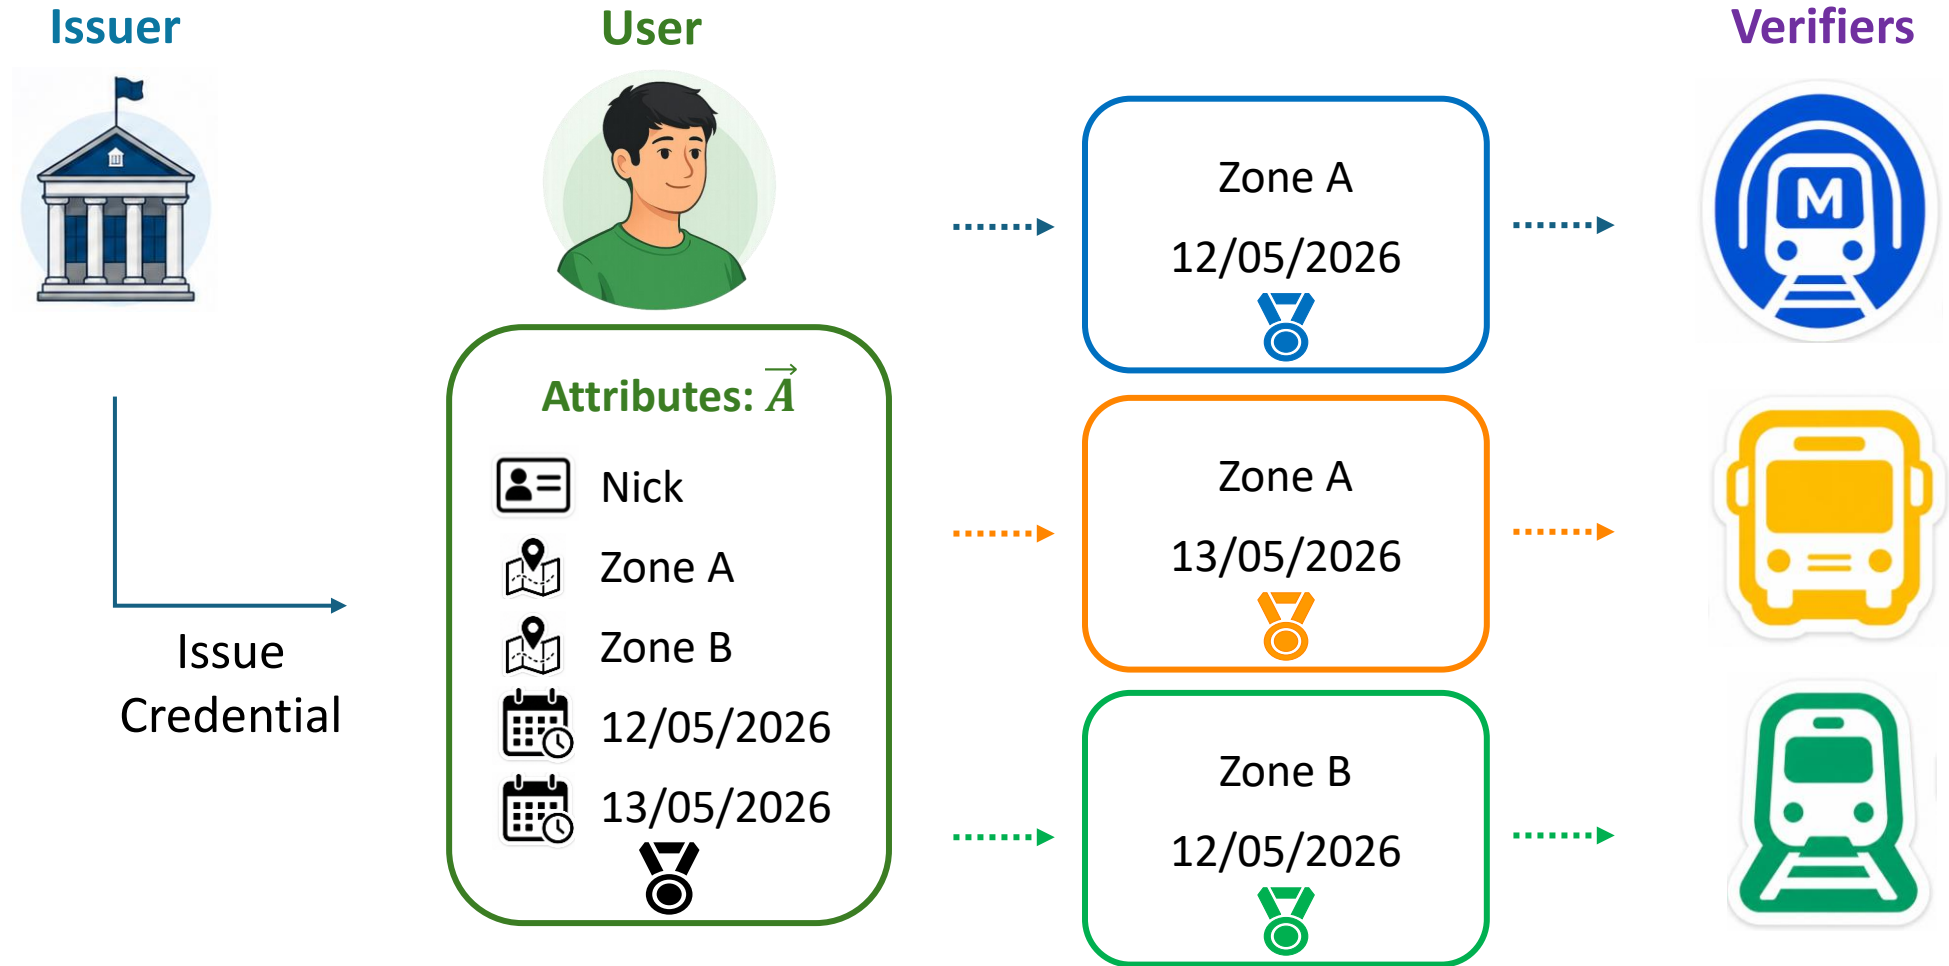 Issuer
User
Verifiers
Issue
Credential
Attributes: A⃗
Nick
Zone A
Zone B
12/05/2026
13/05/2026
Zone A
12/05/2026
Zone A
13/05/2026
Zone B
12/05/2026
M